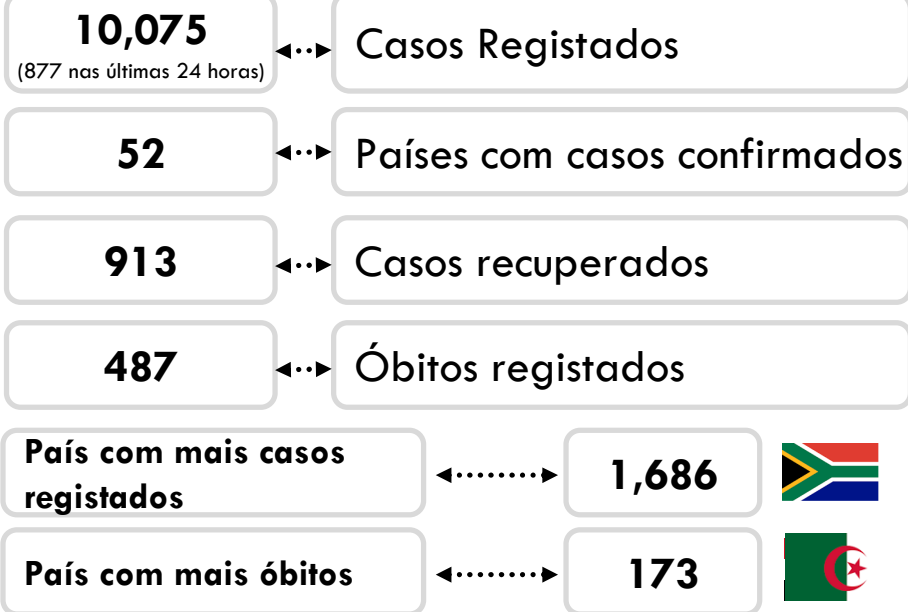 10,075
(877 nas últimas 24 horas)
Casos Registados
52
Países com casos confirmados
913
Casos recuperados
487
Óbitos registados
País com mais casos
registados
1,686
País com mais óbitos
173